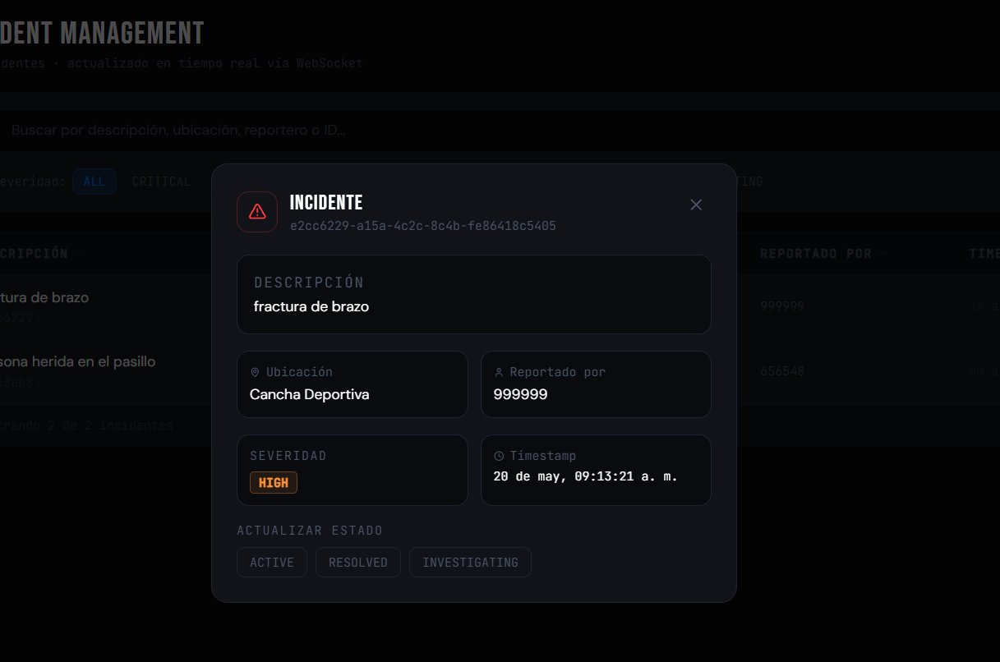 DENT MANAGEMENT
identes · actualizado en tiempo real vía WebSocket
Buscar por descripción, ubicación, reportero o ID...
everidad: ALL CRITICAL TING
CRIPCIÓN REPORTADO POR TIME
tura de brazo 999999 3m a
c6229...
sona herida en el pasillo 656548 4m a
trando 2 de 2 incidentes
INCIDENTE
e2cc6229-a15a-4c2c-8c4b-fe86418c5405
DESCRIPCIÓN
fractura de brazo
Ubicación
Cancha Deportiva
Reportado por
999999
SEVERIDAD
HIGH
Timestamp
20 de may, 09:13:21 a. m.
ACTUALIZAR ESTADO
ACTIVE RESOLVED INVESTIGATING